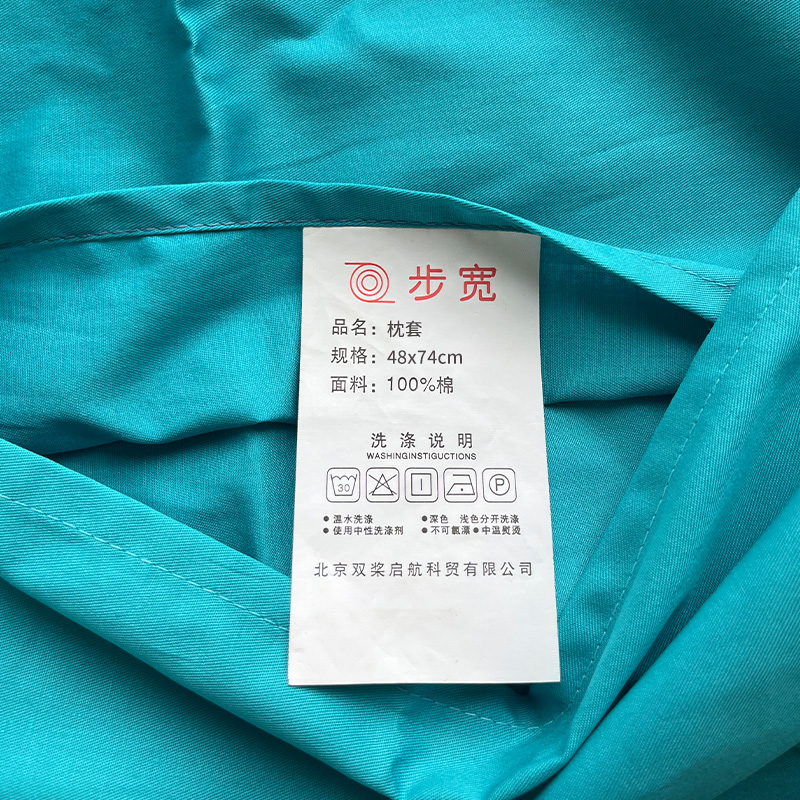 步宽
品名：枕套
规格：48x74cm
面料：100%棉
洗涤说明
WASHINGINSTIGUCTIONS
30 P
●温水洗涤 ●深色 浅色分开洗涤
●使用中性洗涤剂 ●不可氯漂●中温熨烫
北京双桨启航科贸有限公司